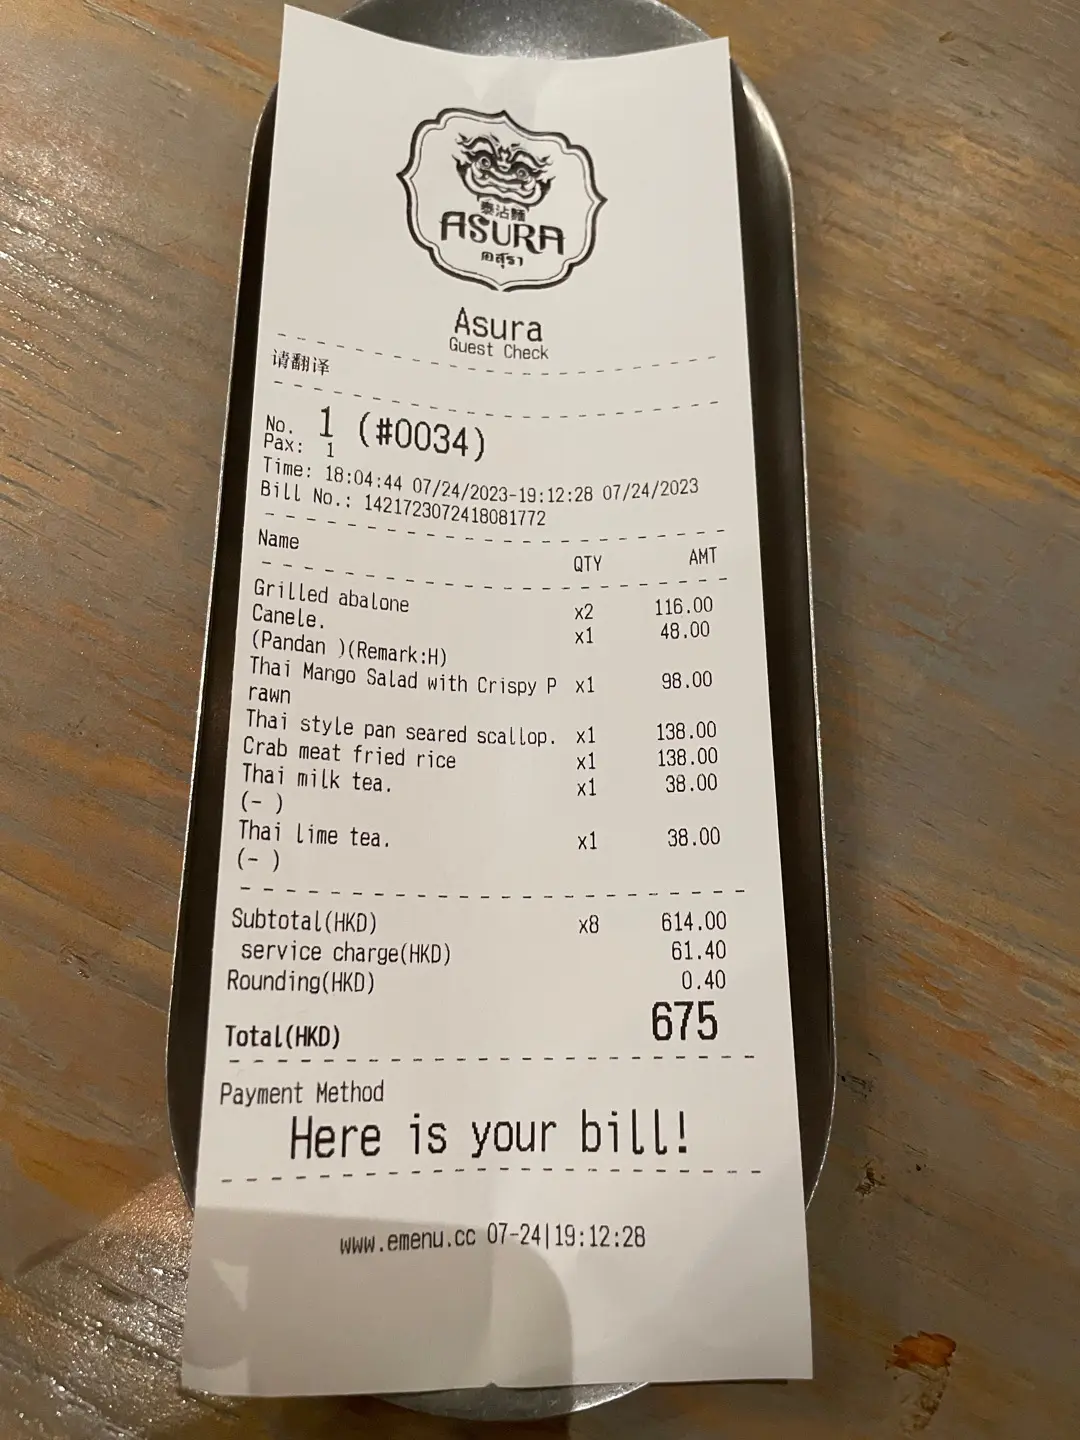 泰沾麵
ASURA
อสุรา
Asura
Guest Check
请翻译
No. 1 (#0034)
Pax: 1
Time: 18:04:44 07/24/2023-19:12:28 07/24/2023
Bill No.: 1421723072418081772
Name QTY AMT
Grilled abalone x2 116.00
Canele. x1 48.00
(Pandan )(Remark:H)
Thai Mango Salad with Crispy P x1 98.00
rawn
Thai style pan seared scallop. x1 138.00
Crab meat fried rice x1 138.00
Thai milk tea. x1 38.00
(- )
Thai lime tea. x1 38.00
(- )
Subtotal(HKD) x8 614.00
service charge(HKD) 61.40
Rounding(HKD) 0.40
Total(HKD) 675
Payment Method
Here is your bill!
www.emenu.cc 07-24|19:12:28